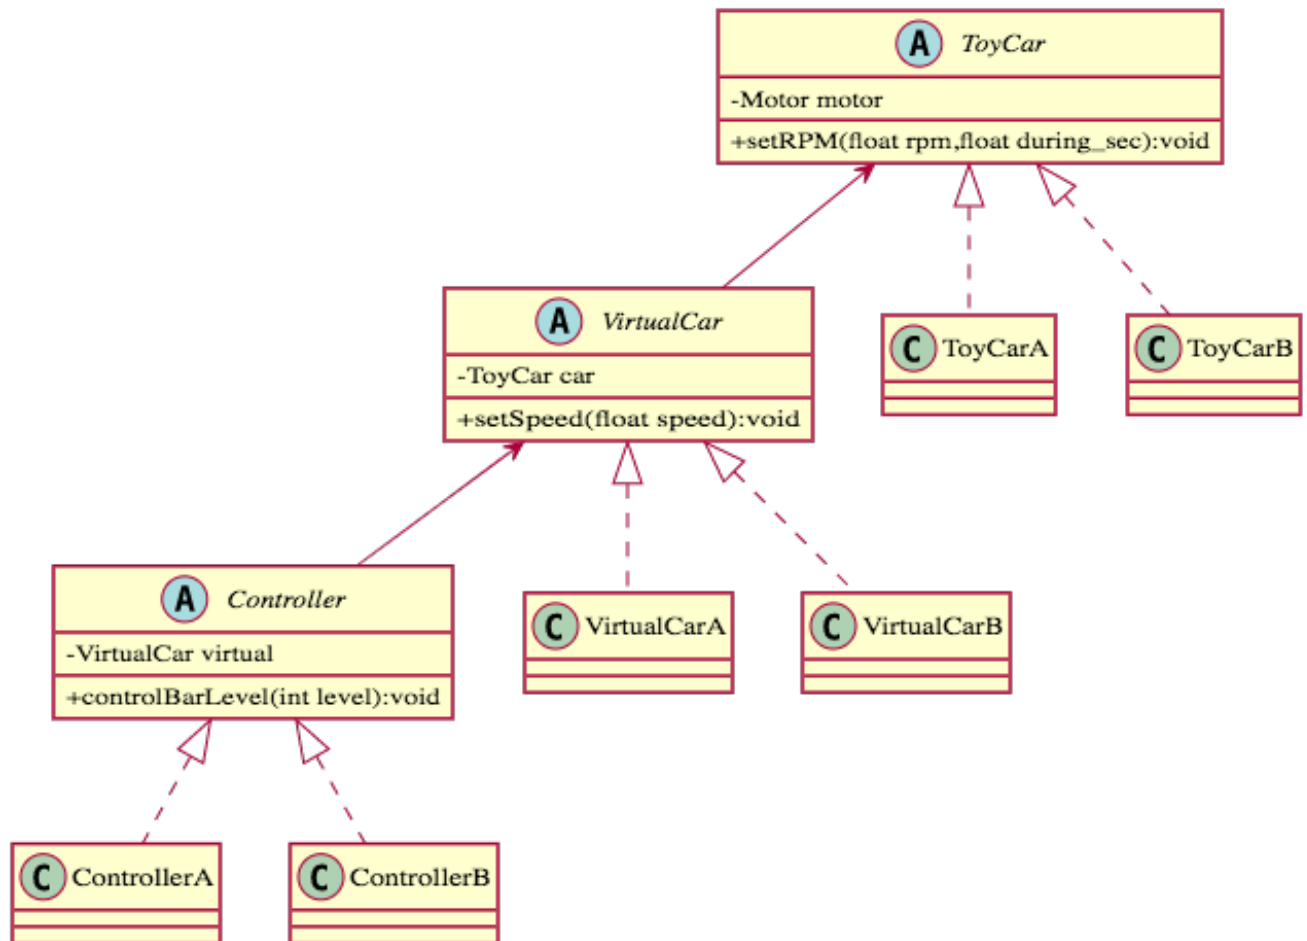 A ToyCar
-Motor motor
+setRPM(float rpm,float during_sec):void
A VirtualCar
-ToyCar car
+setSpeed(float speed):void
C ToyCarA
C ToyCarB
A Controller
-VirtualCar virtual
+controlBarLevel(int level):void
C VirtualCarA
C VirtualCarB
C ControllerA
C ControllerB